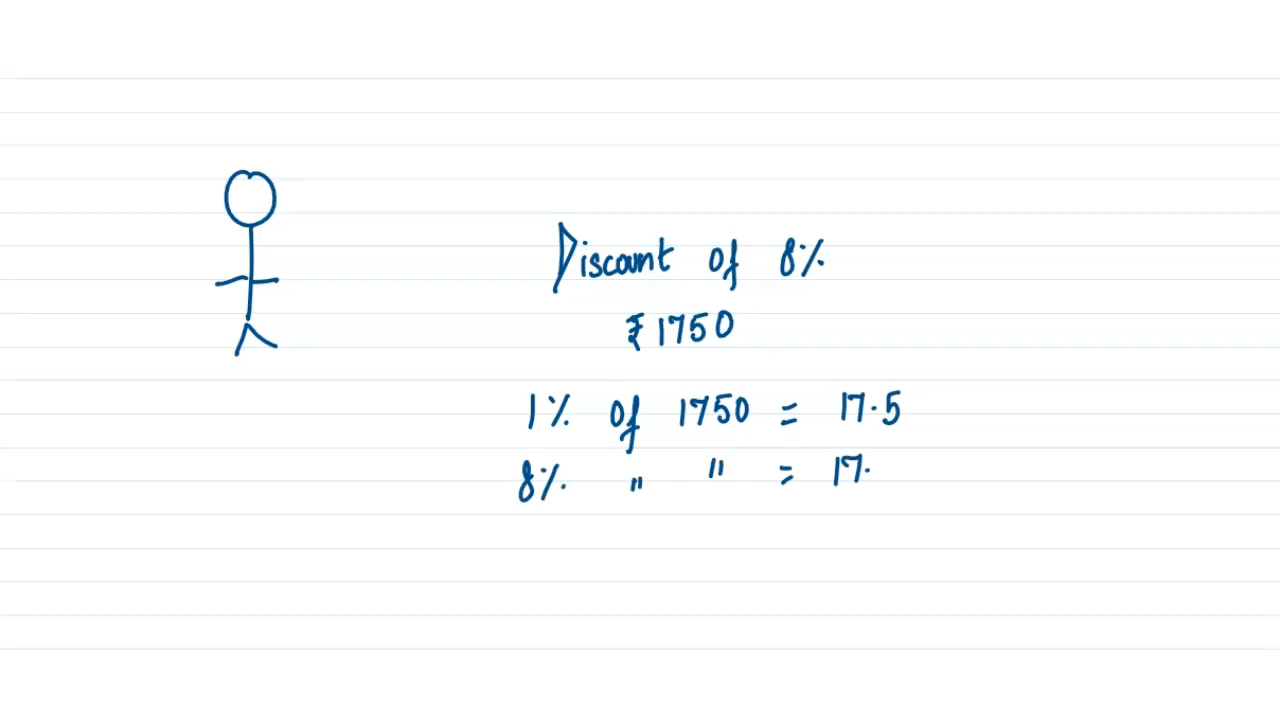 Discount of 8%
₹1750
1% of 1750 = 17.5
8% " " = 17.